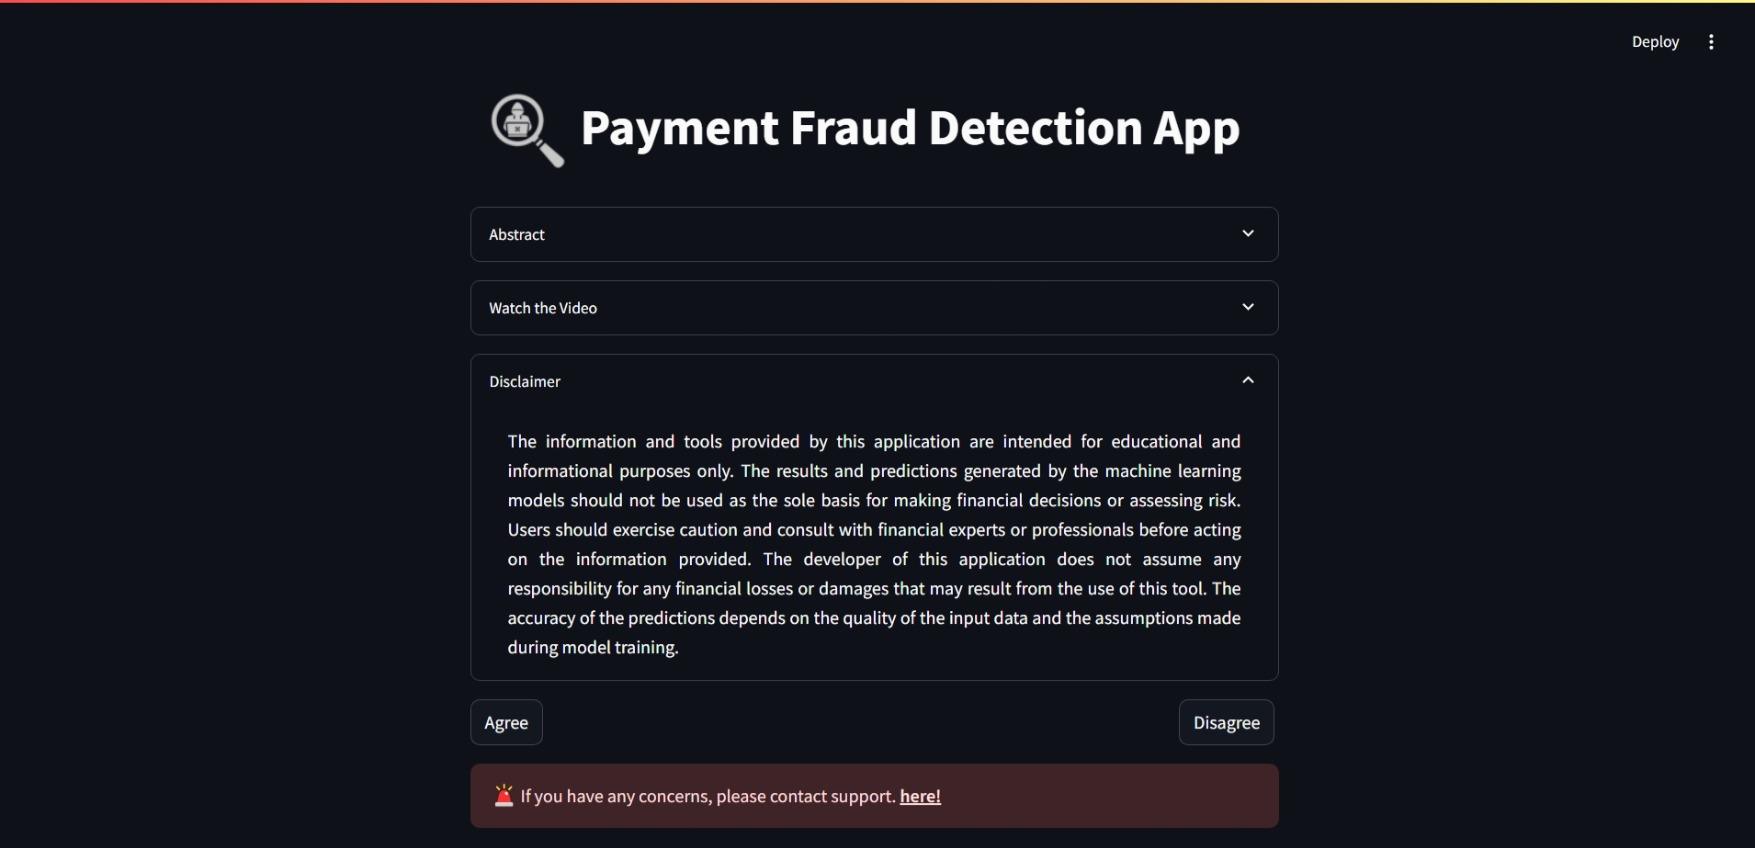 Deploy
Payment Fraud Detection App
Abstract
Watch the Video
Disclaimer
The information and tools provided by this application are intended for educational and
informational purposes only. The results and predictions generated by the machine learning
models should not be used as the sole basis for making financial decisions or assessing risk.
Users should exercise caution and consult with financial experts or professionals before acting
on the information provided. The developer of this application does not assume any
responsibility for any financial losses or damages that may result from the use of this tool. The
accuracy of the predictions depends on the quality of the input data and the assumptions made
during model training.
Agree
Disagree
If you have any concerns, please contact support. here!